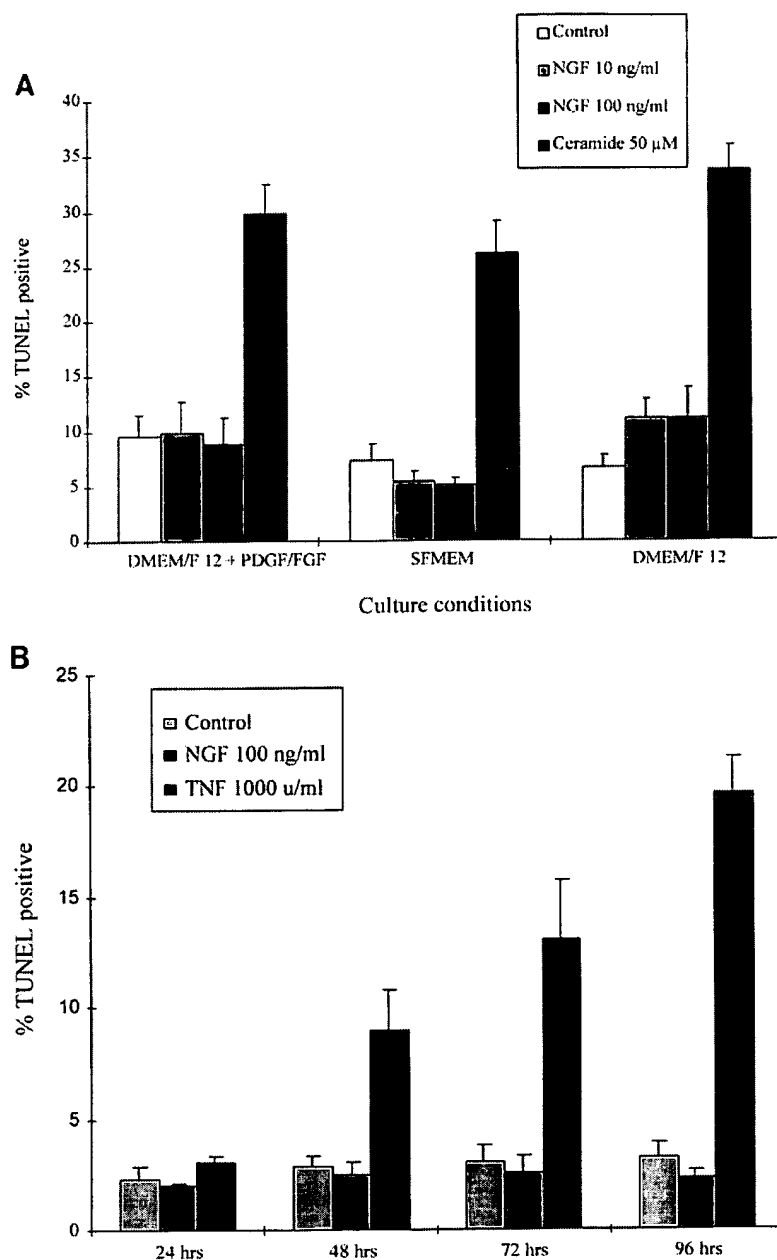 A
Control
NGF 10 ng/ml
NGF 100 ng/ml
Ceramide 50 µM
% TUNEL positive
40
35
30
25
20
15
10
5
0
DMEM/F 12 + PDGF/FGF
SFMEM
DMEM/F 12
Culture conditions
B
Control
NGF 100 ng/ml
TNF 1000 u/ml
% TUNEL positive
25
20
15
10
5
0
24 hrs
48 hrs
72 hrs
96 hrs